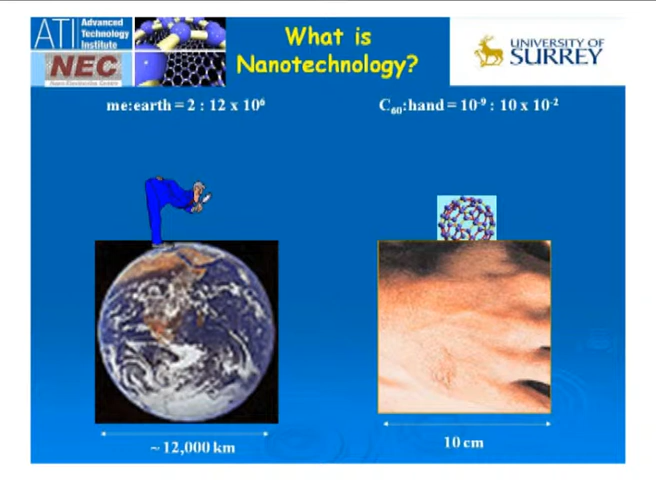 ATI
Advanced
Technology
Institute
NEC
What is
Nanotechnology?
UNIVERSITY OF
SURREY
me:earth = 2 : 12 x 10⁶
C₆₀:hand = 10⁻⁹ : 10 x 10⁻²
~ 12,000 km
10 cm